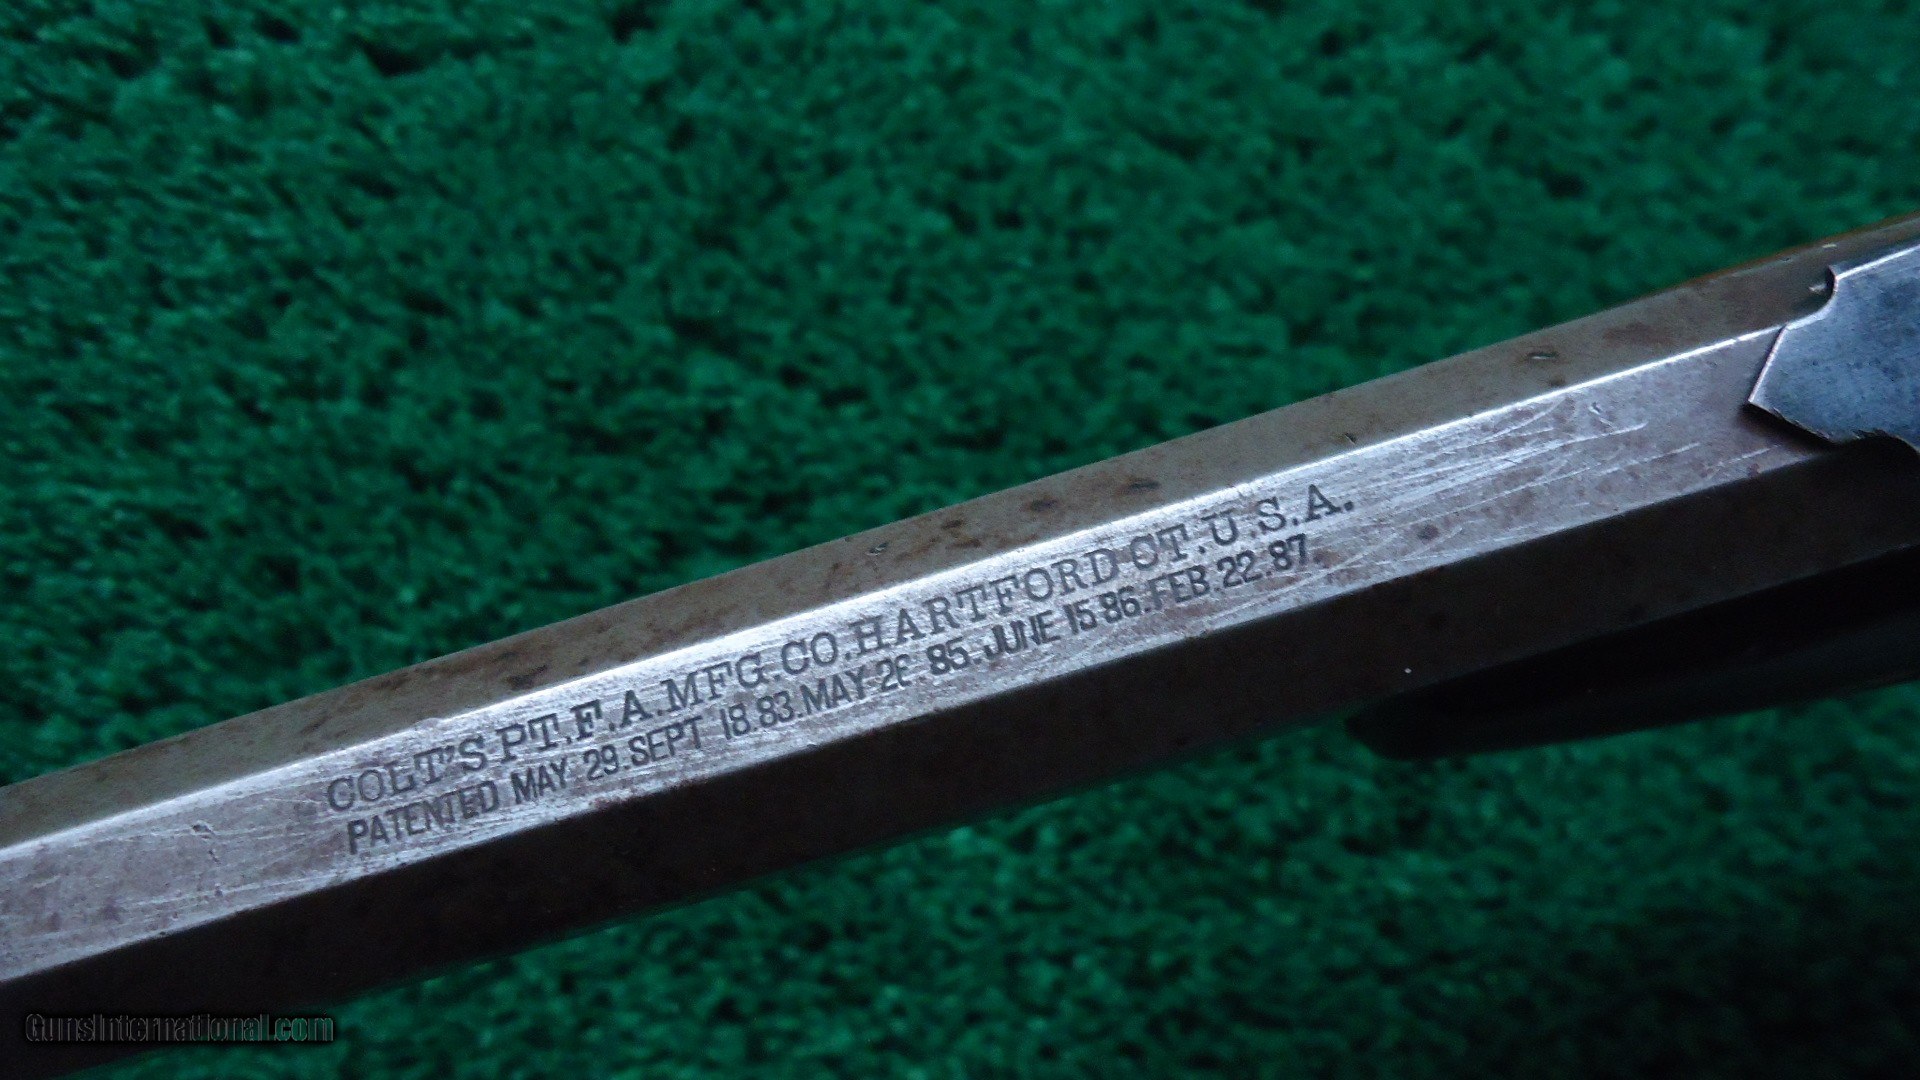 COLT'S PT.F.A.MFG.CO.HARTFORD CT.U.S.A.
PATENTED MAY 29.SEPT 18.83.MAY 26 85.JUNE 15 86.FEB.22.87.
GunsInternational.com